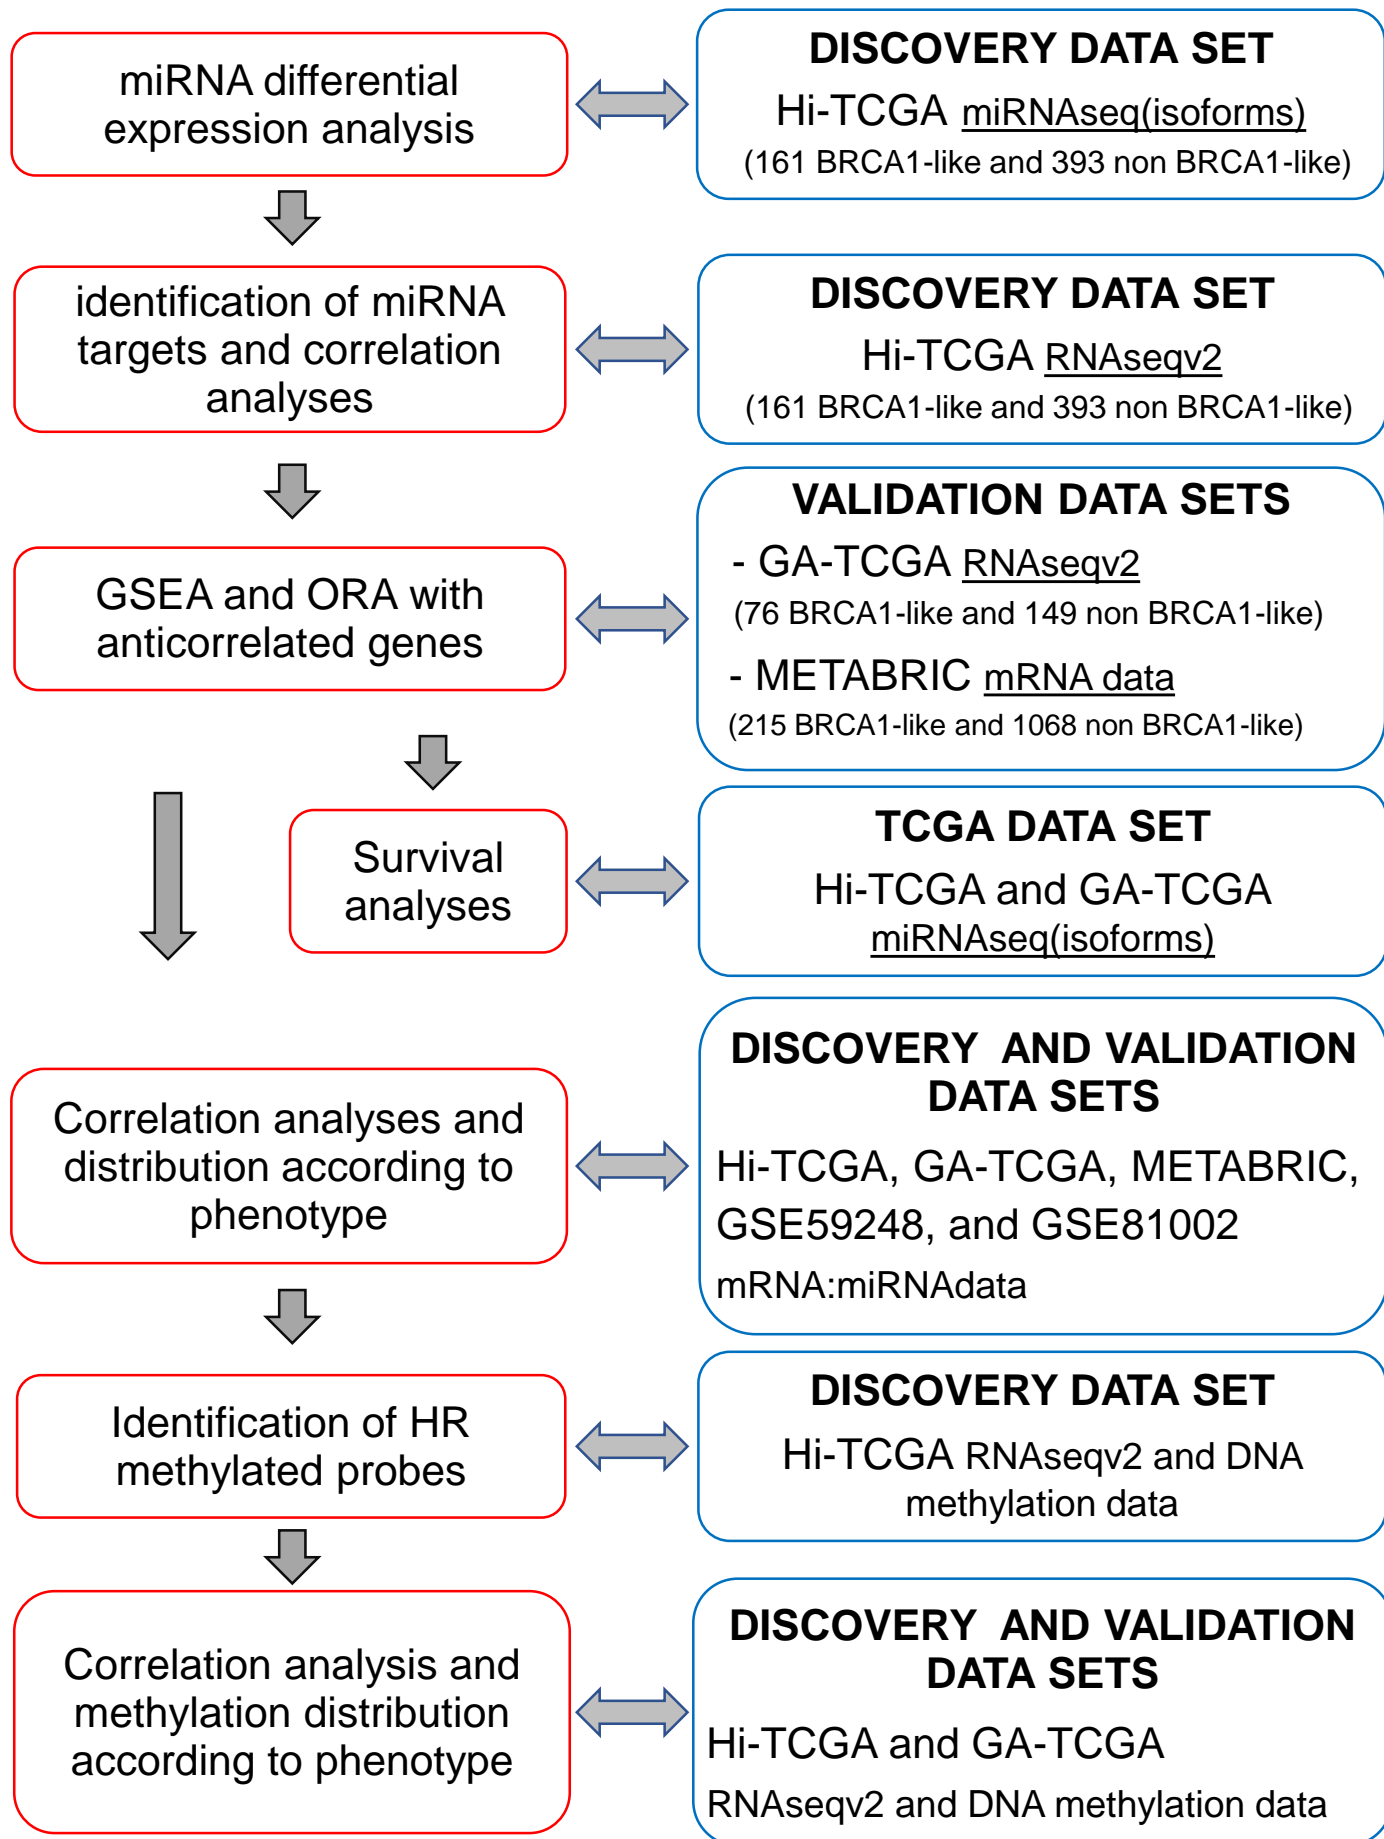 miRNA differential
expression analysis
DISCOVERY DATA SET
Hi-TCGA miRNAseq(isoforms)
(161 BRCA1-like and 393 non BRCA1-like)
identification of miRNA
targets and correlation
analyses
DISCOVERY DATA SET
Hi-TCGA RNAseqv2
(161 BRCA1-like and 393 non BRCA1-like)
GSEA and ORA with
anticorrelated genes
VALIDATION DATA SETS
- GA-TCGA RNAseqv2
(76 BRCA1-like and 149 non BRCA1-like)
- METABRIC mRNA data
(215 BRCA1-like and 1068 non BRCA1-like)
Survival
analyses
TCGA DATA SET
Hi-TCGA and GA-TCGA
miRNAseq(isoforms)
Correlation analyses and
distribution according to
phenotype
DISCOVERY AND VALIDATION
DATA SETS
Hi-TCGA, GA-TCGA, METABRIC,
GSE59248, and GSE81002
mRNA:miRNAdata
Identification of HR
methylated probes
DISCOVERY DATA SET
Hi-TCGA RNAseqv2 and DNA
methylation data
Correlation analysis and
methylation distribution
according to phenotype
DISCOVERY AND VALIDATION
DATA SETS
Hi-TCGA and GA-TCGA
RNAseqv2 and DNA methylation data